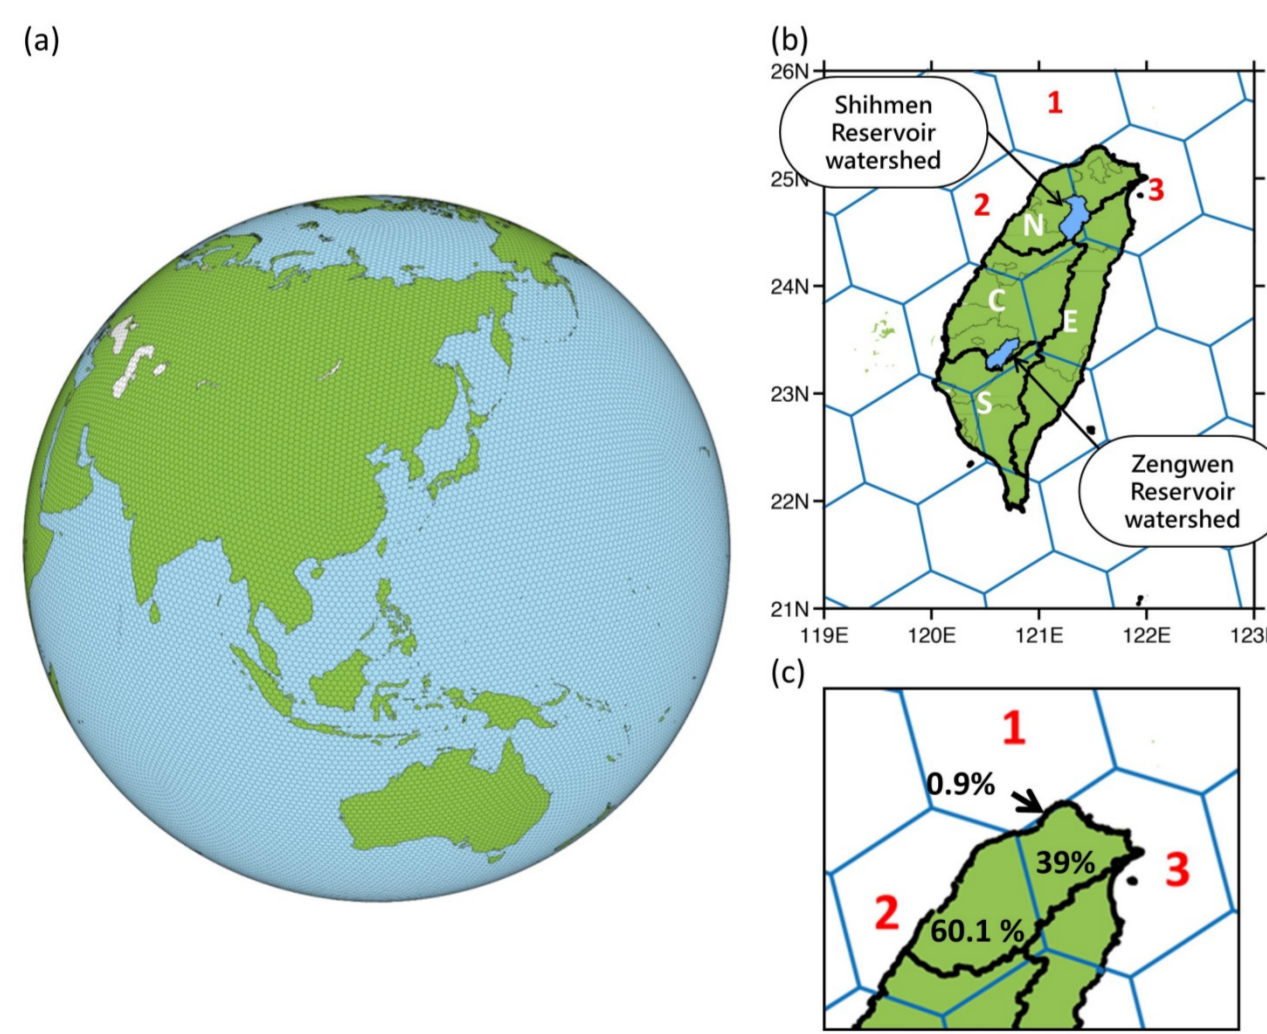 (a)
(b)
26N
25N
24N
23N
22N
21N
119E
120E
121E
122E
123
Shihmen
Reservoir
watershed
1
2
3
N
C
E
S
Zengwen
Reservoir
watershed
(c)
1
0.9%
39%
3
2
60.1 %